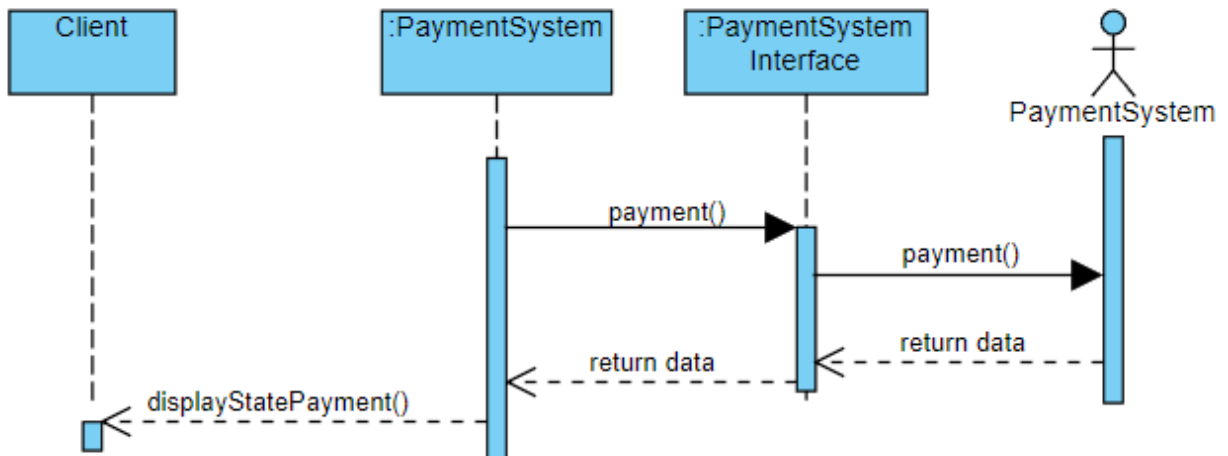 Client
:PaymentSystem
:PaymentSystem
Interface
PaymentSystem
payment()
payment()
return data
return data
displayStatePayment()